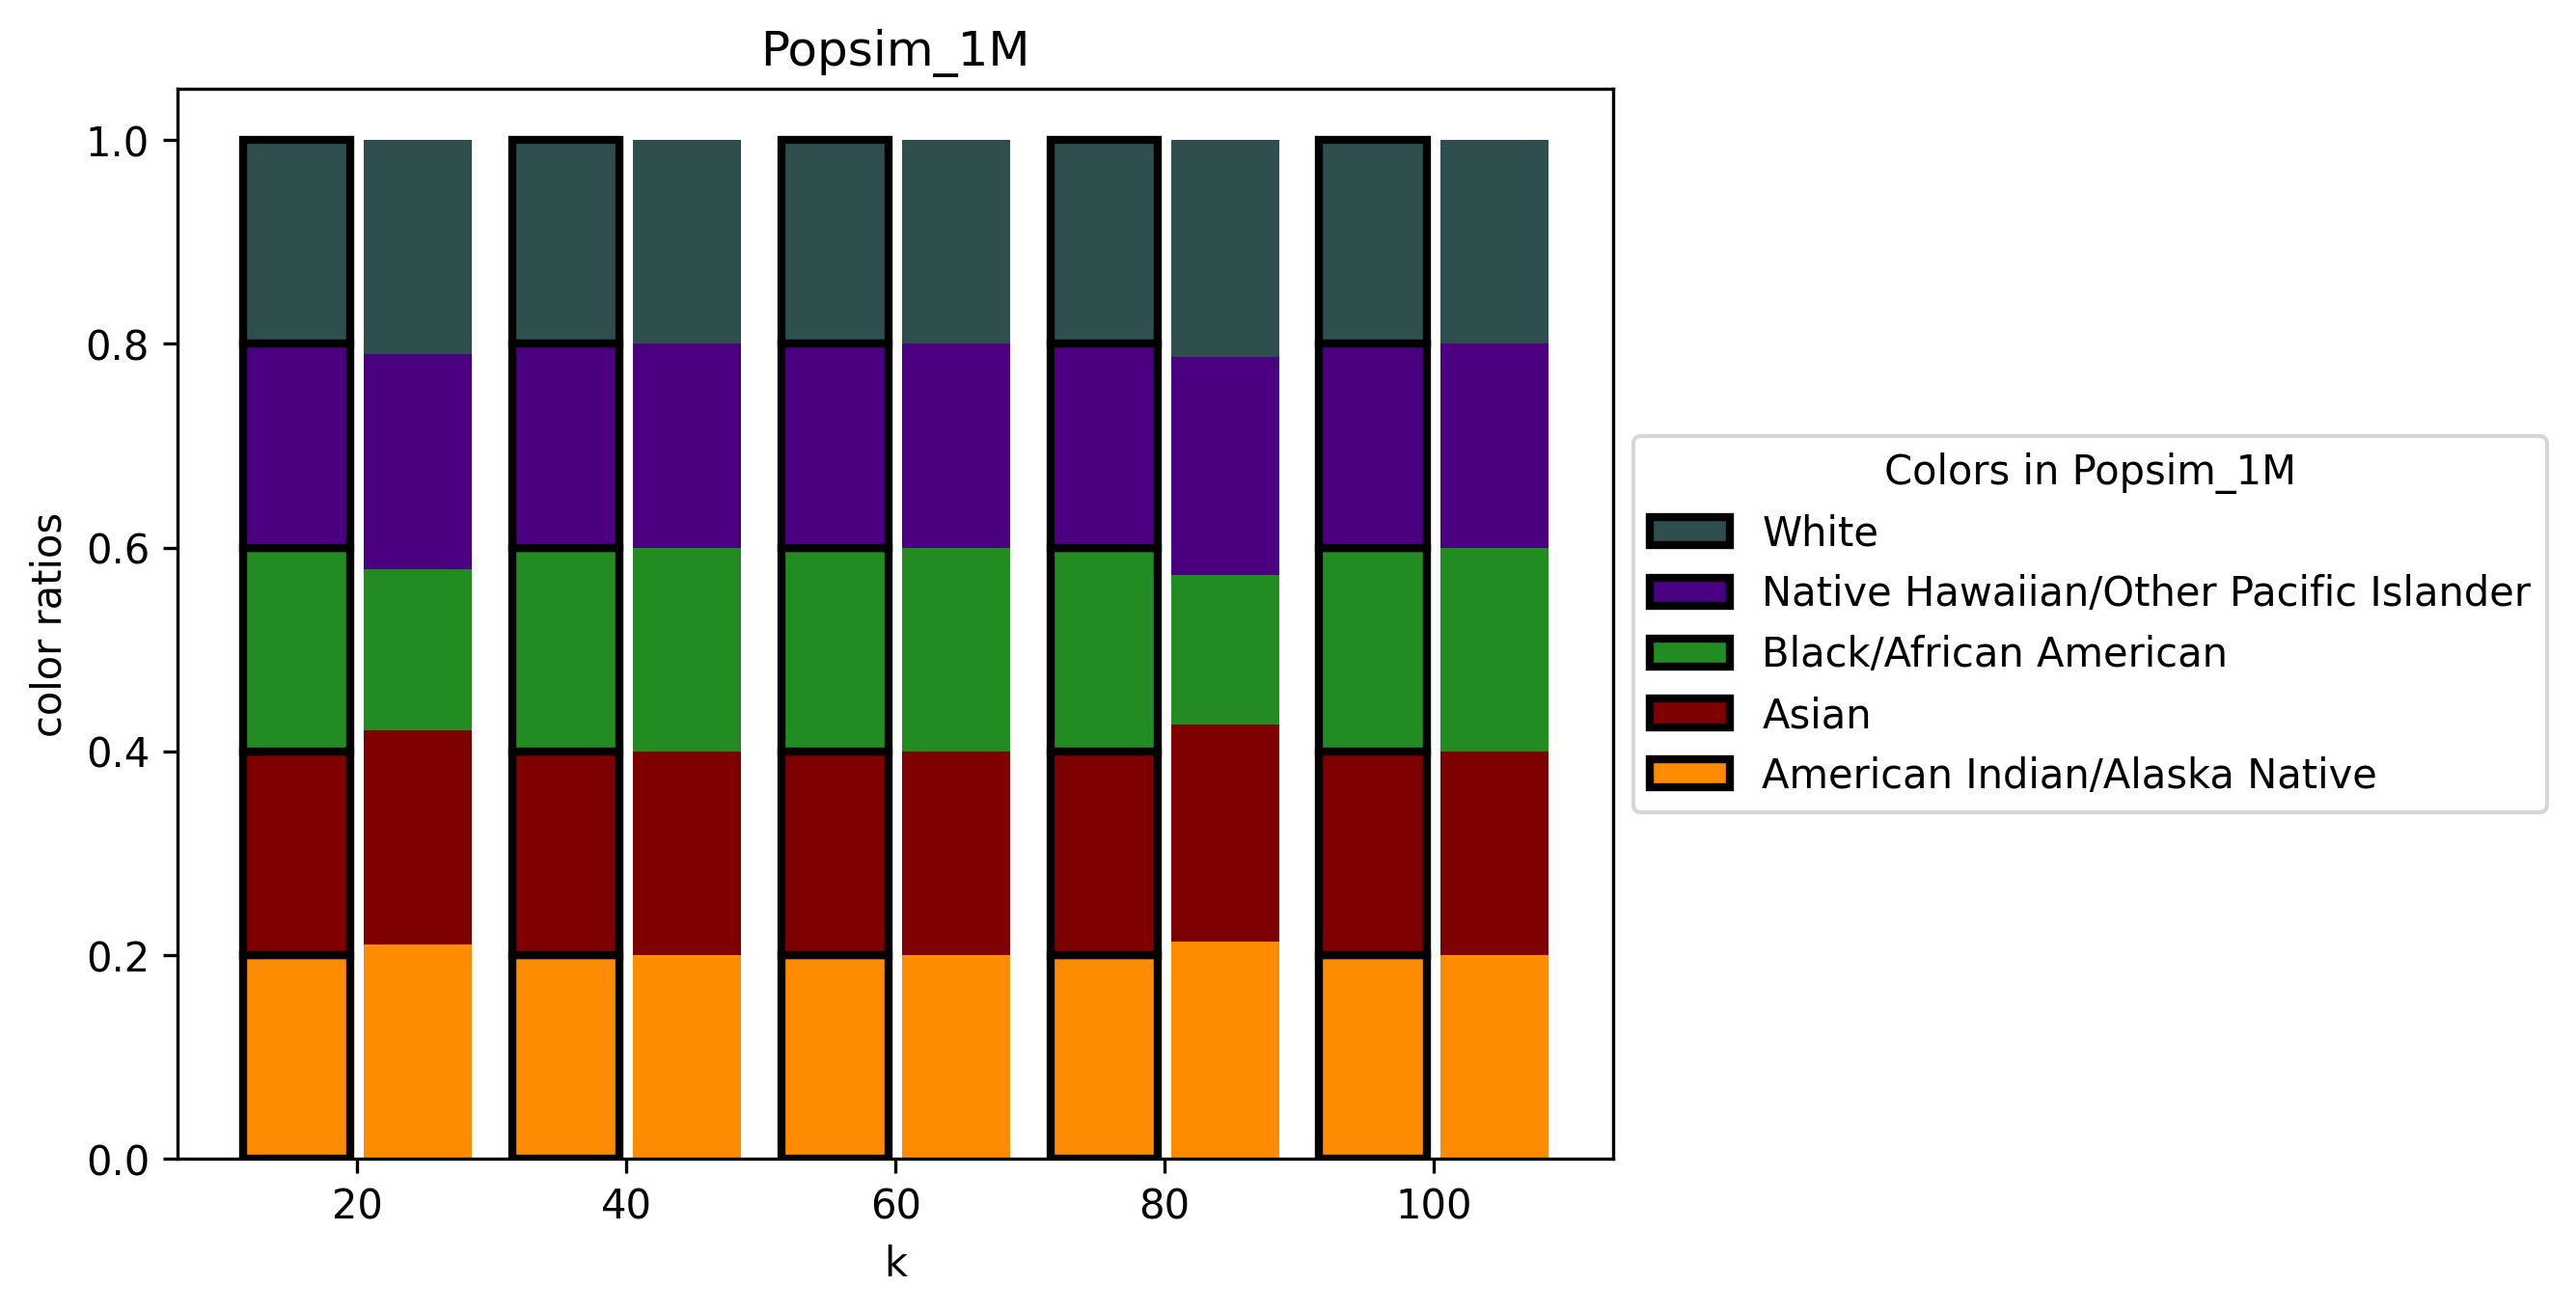 Popsim_1M
1.0
0.8
0.6
0.4
0.2
0.0
color ratios
20 40 60 80 100
k
Colors in Popsim_1M
White
Native Hawaiian/Other Pacific Islander
Black/African American
Asian
American Indian/Alaska Native